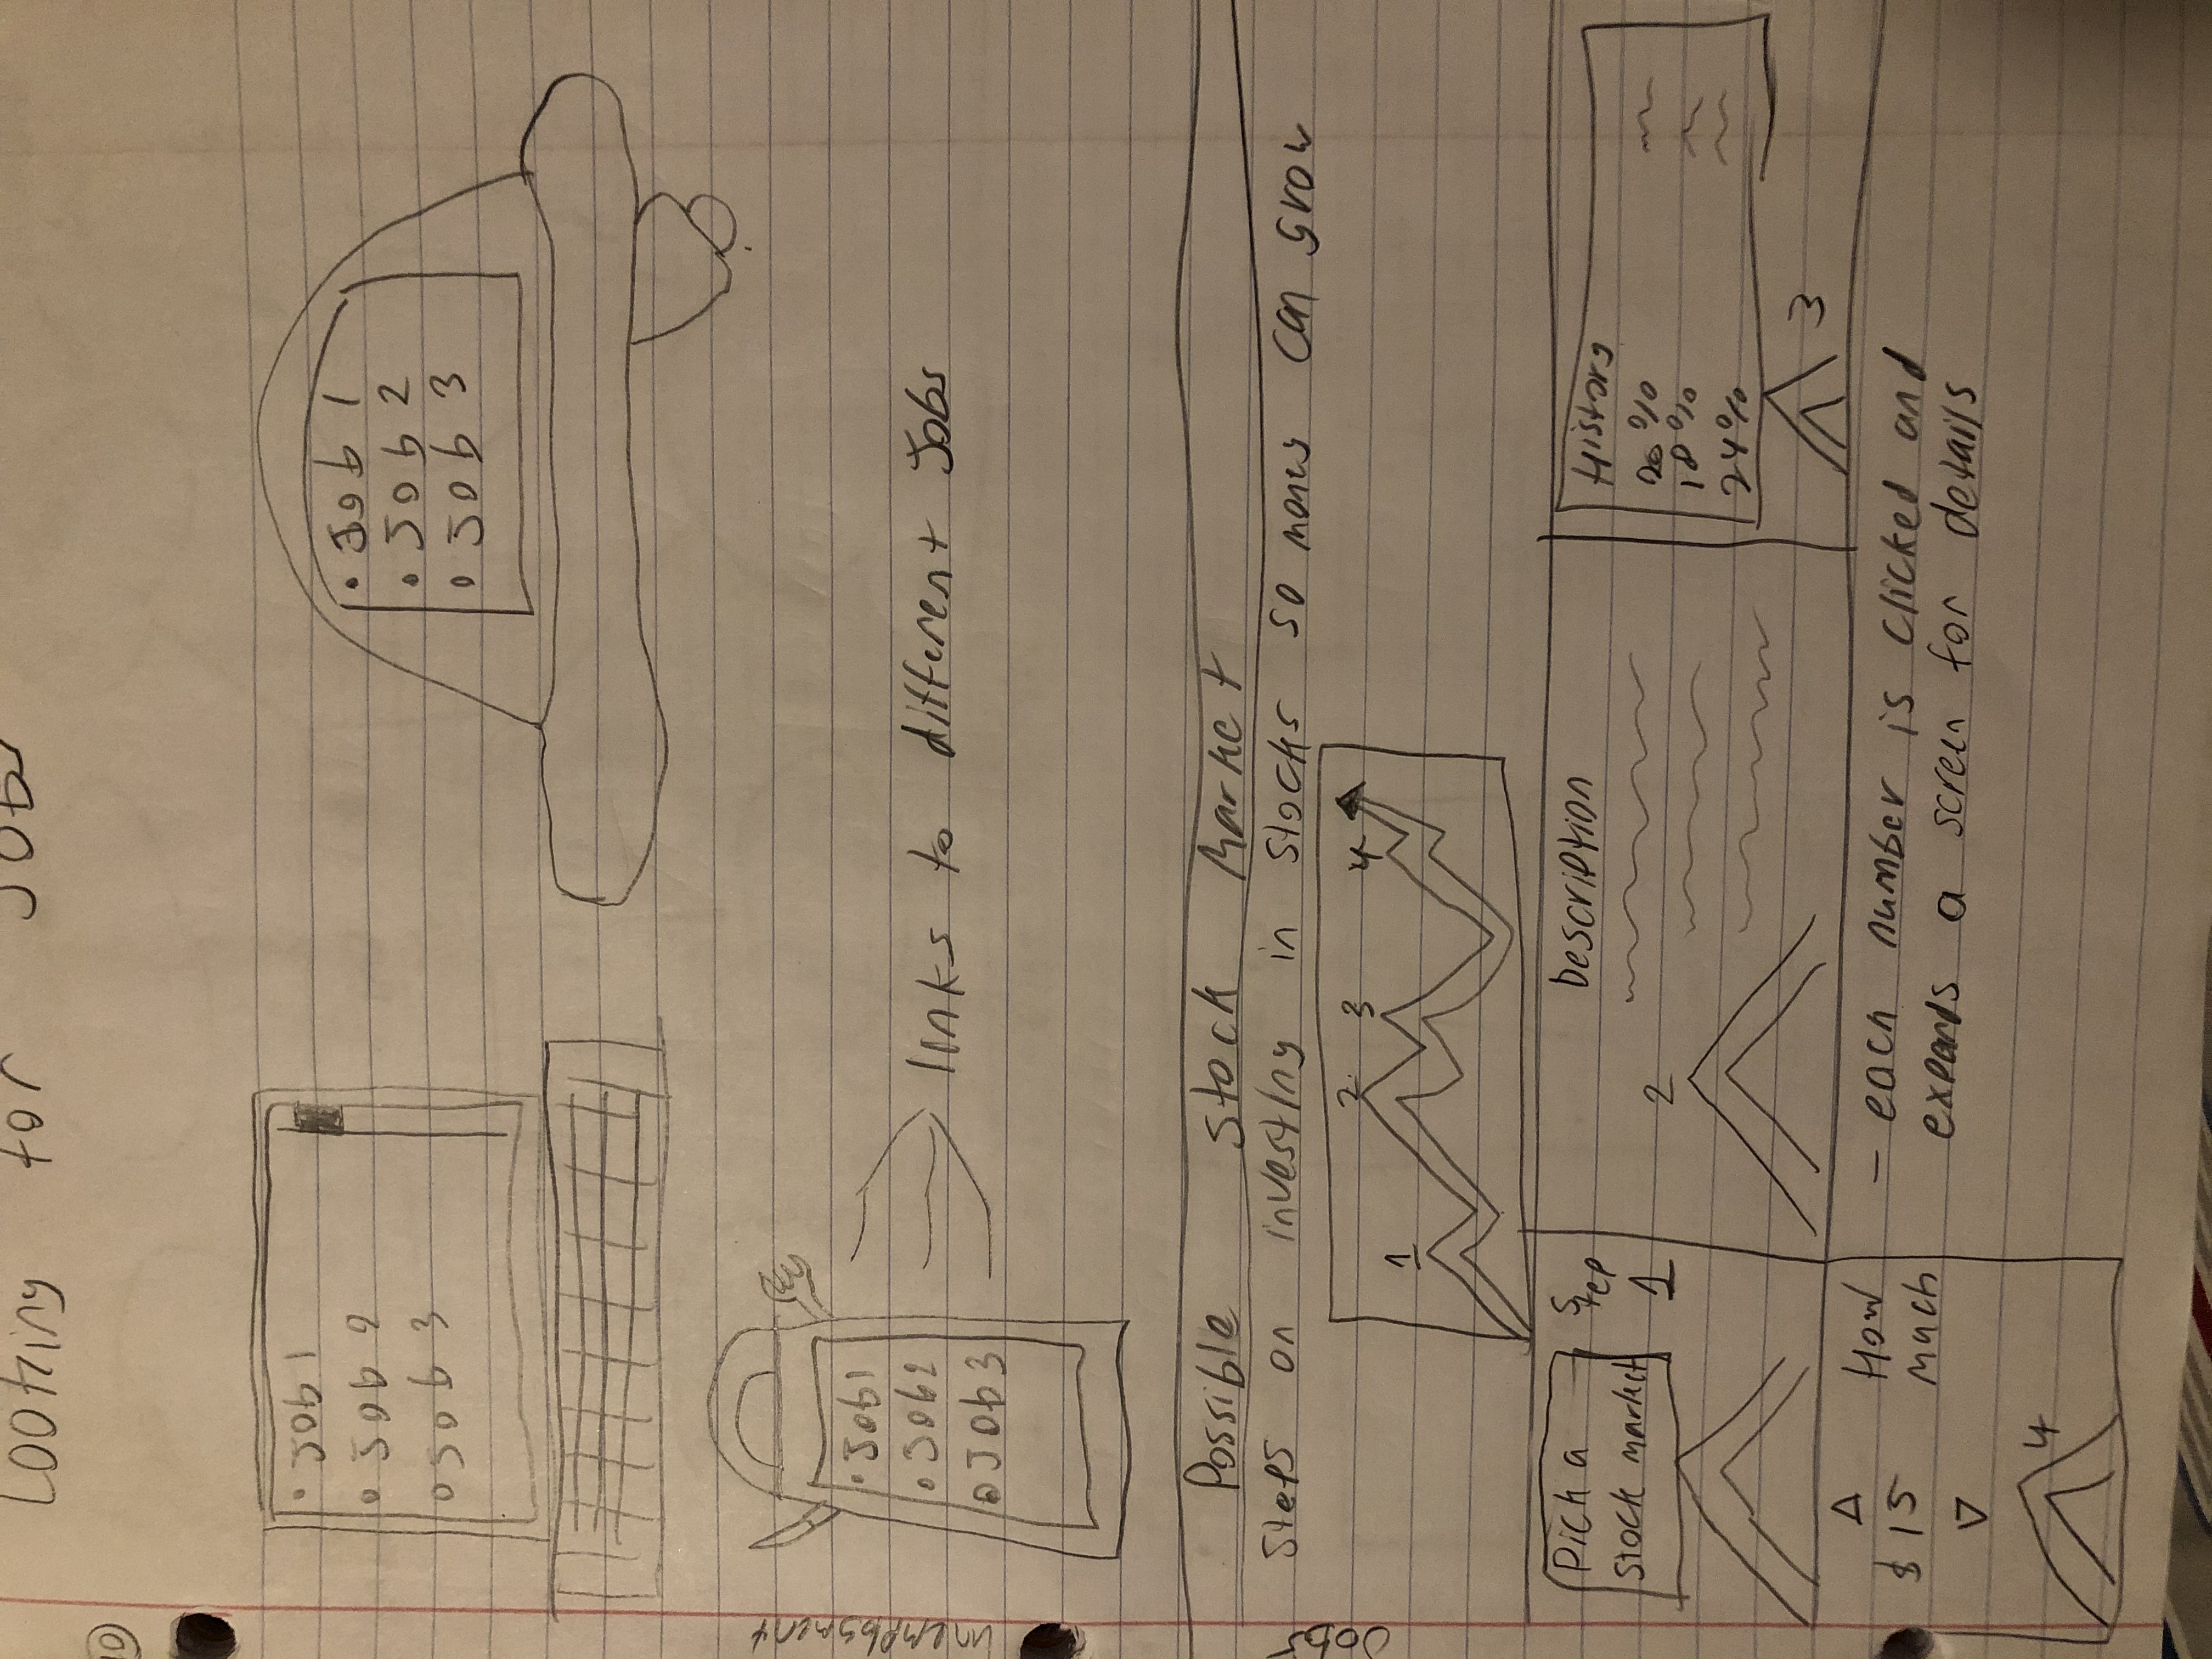 Looking for Jobs
10
• Job 1
• Job 2
• Job 3
• Job 1
• Job 2
• Job 3
unemployment
• Job1
• Job2
• Job3
links to different Jobs
Possible Stock Market
Steps on investing in Stocks so money can grow
Jobs
1 2 3 4
Pick a
stock market
Step
1
Description
2
History
20%
18%
24%
3
$15
How
much
4
- each number is clicked and
expands a screen for details